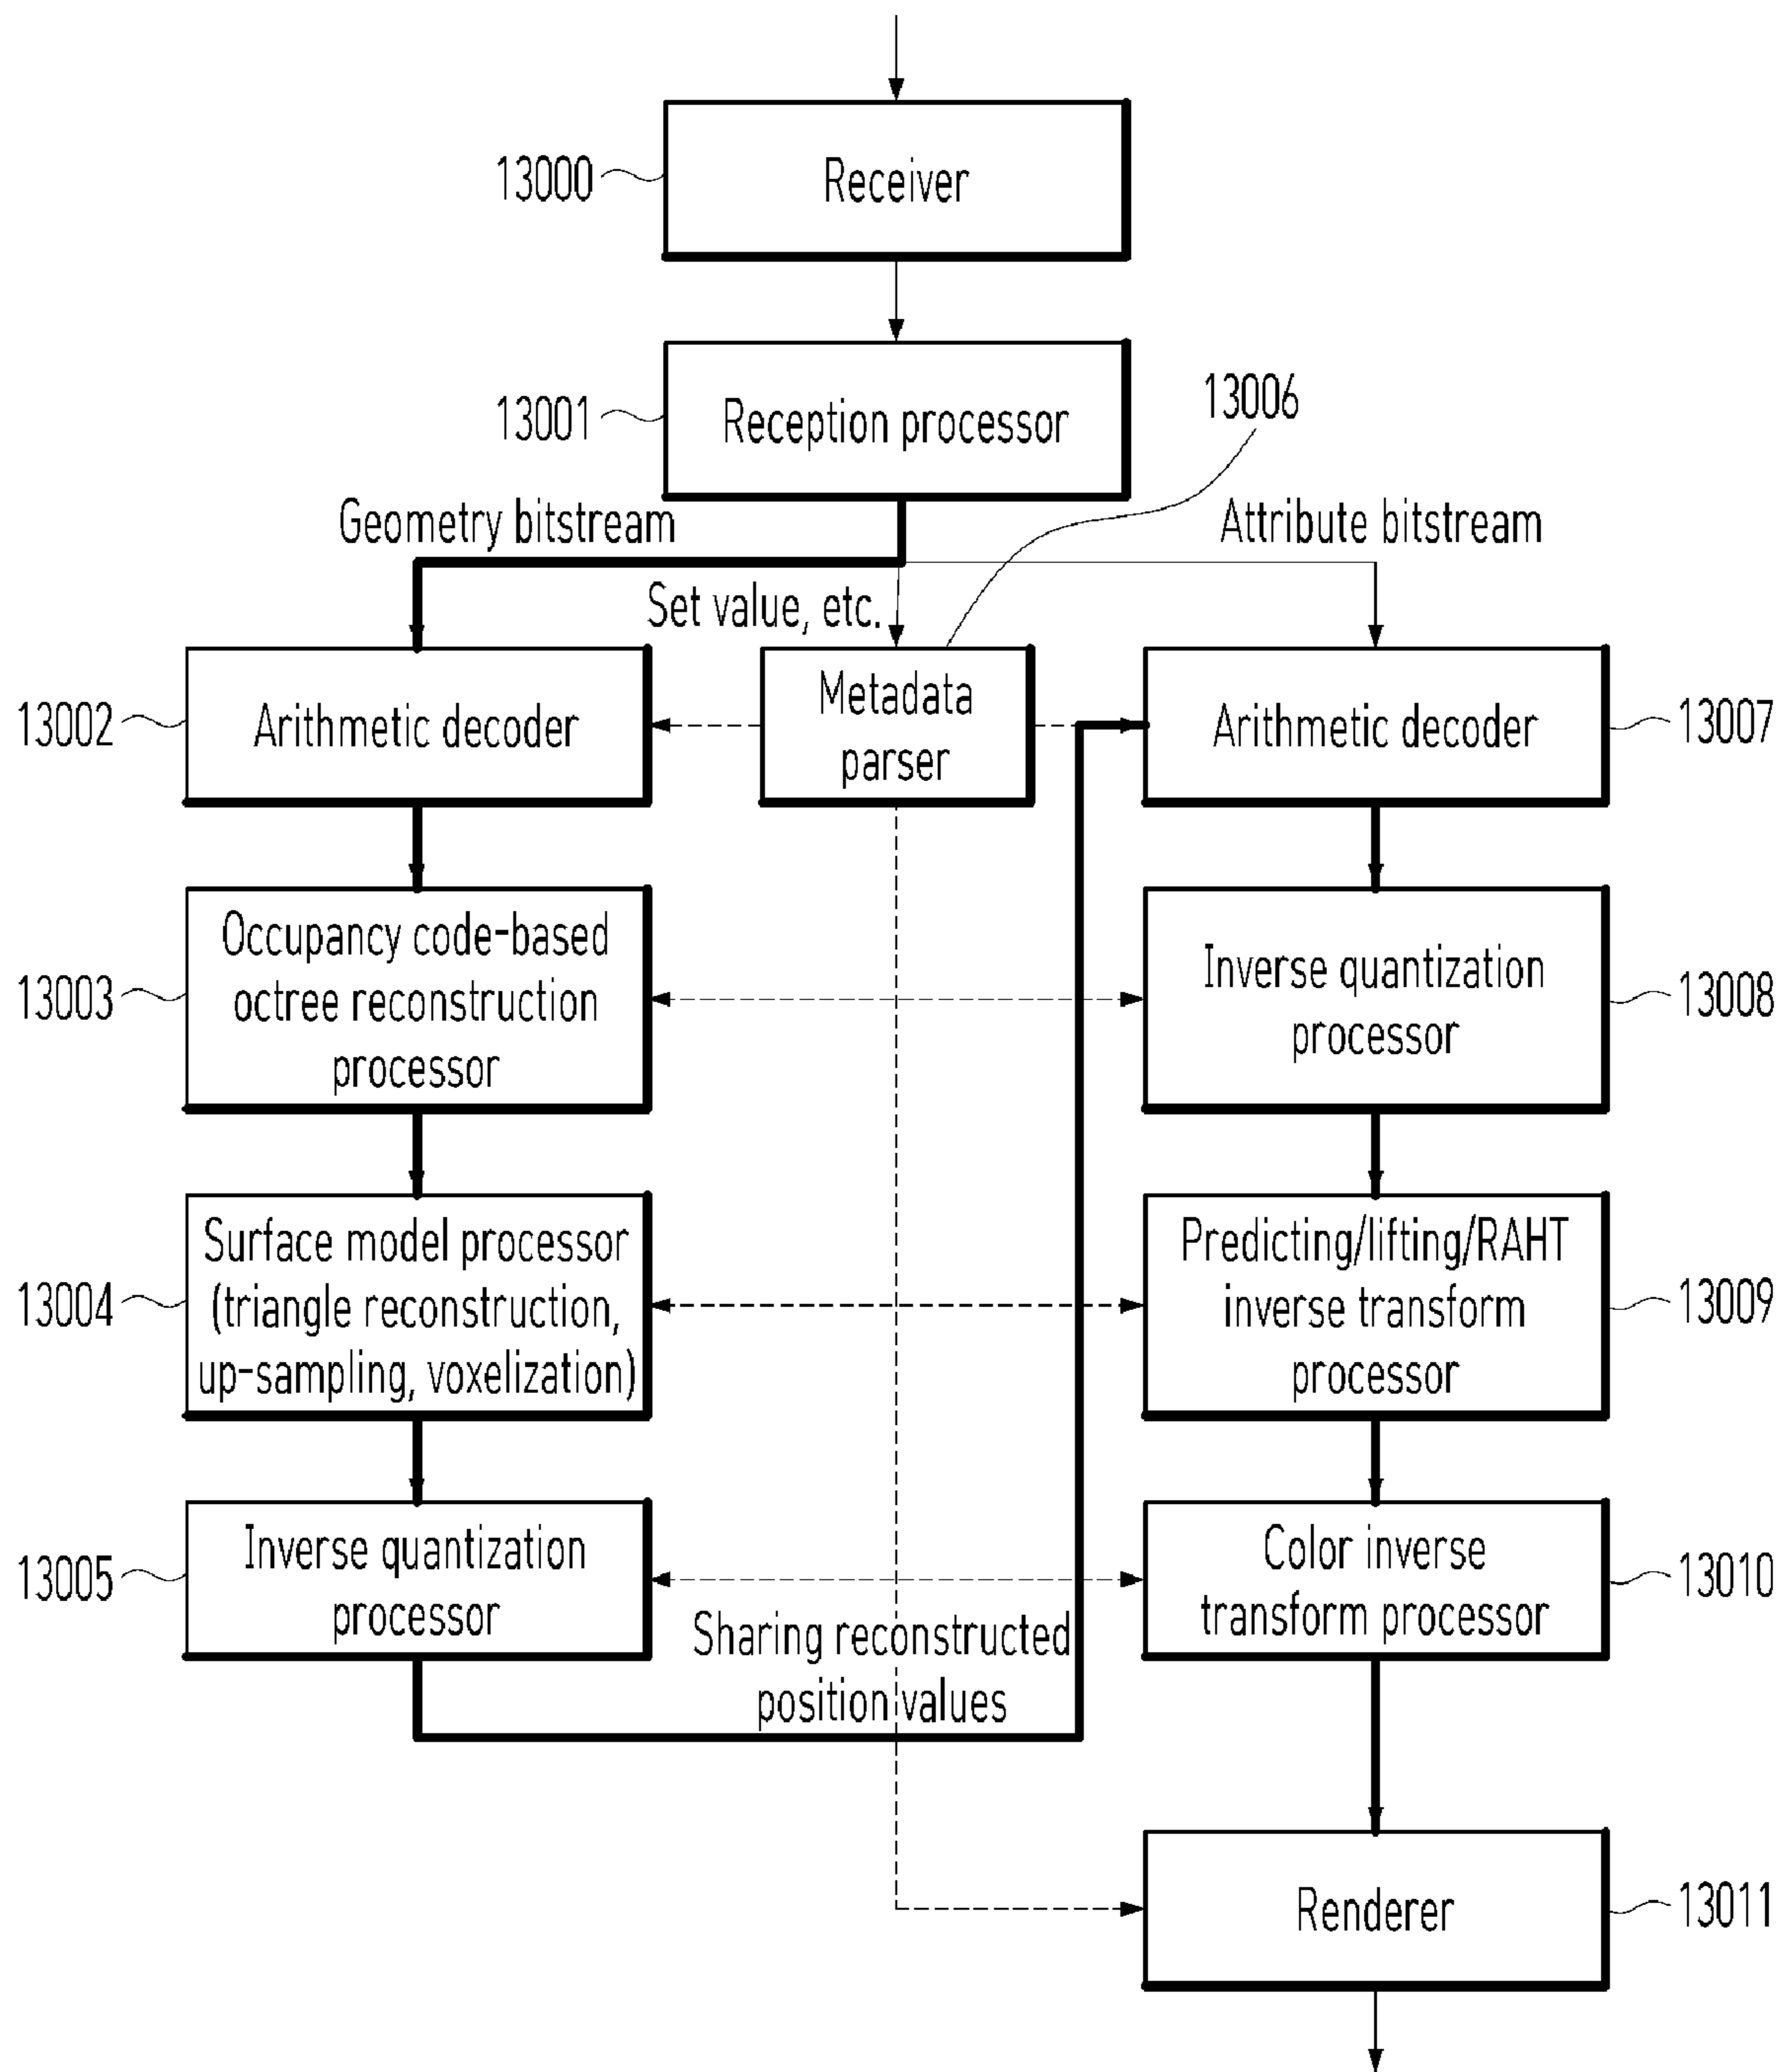 13000
Receiver
13001
Reception processor
13006
Geometry bitstream
Attribute bitstream
Set value, etc.
13002
Arithmetic decoder
Metadata
parser
Arithmetic decoder
13007
13003
Occupancy code-based
octree reconstruction
processor
Inverse quantization
processor
13008
13004
Surface model processor
(triangle reconstruction,
up-sampling, voxelization)
Predicting/lifting/RAHT
inverse transform
processor
13009
13005
Inverse quantization
processor
Color inverse
transform processor
13010
Sharing reconstructed
position values
Renderer
13011